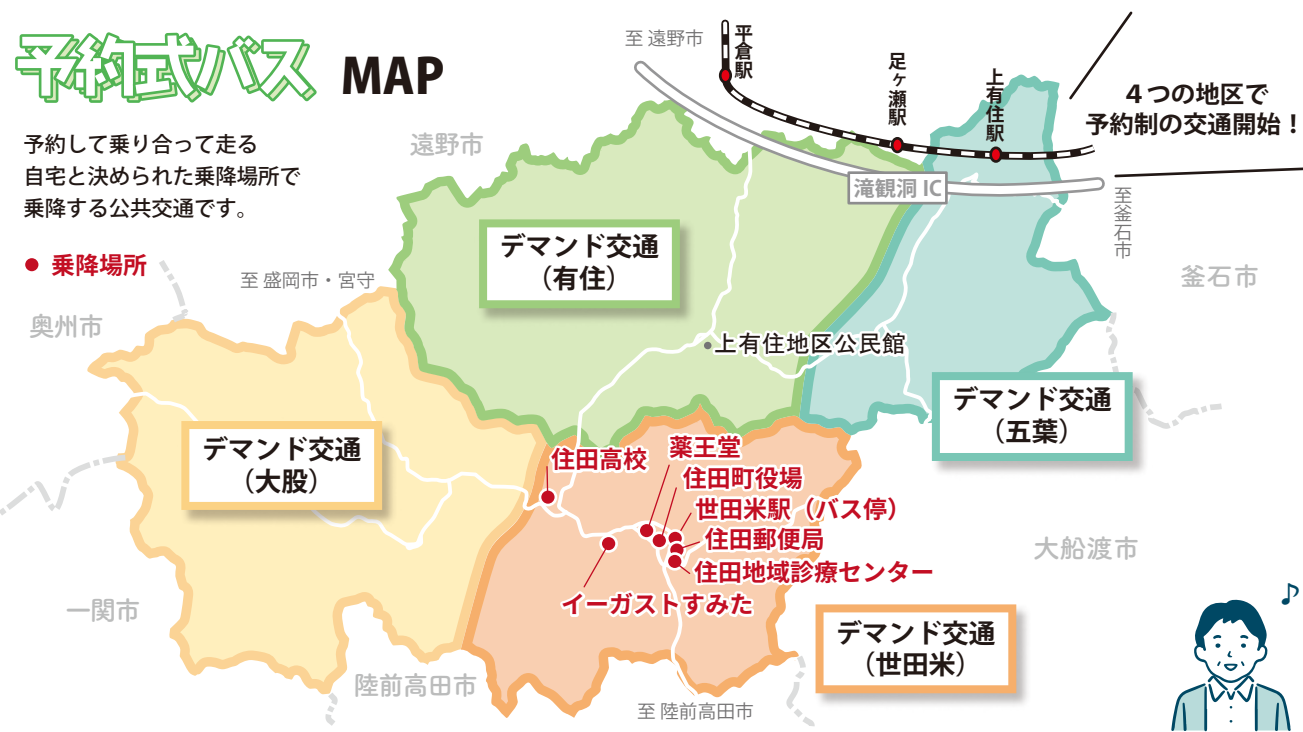 予約式バス MAP
予約して乗り合って走る
自宅と決められた乗降場所で
乗降する公共交通です。
● 乗降場所
4つの地区で
予約制の交通開始！
至 遠野市
平倉駅
足ヶ瀬駅
上有住駅
遠野市
滝観洞 IC
至釜石市
釜石市
至 盛岡市・宮守
奥州市
デマンド交通
（有住）
上有住地区公民館
デマンド交通
（五葉）
デマンド交通
（大股）
住田高校
薬王堂
住田町役場
世田米駅（バス停）
住田郵便局
住田地域診療センター
イーガストすみた
大船渡市
一関市
デマンド交通
（世田米）
陸前高田市
至 陸前高田市